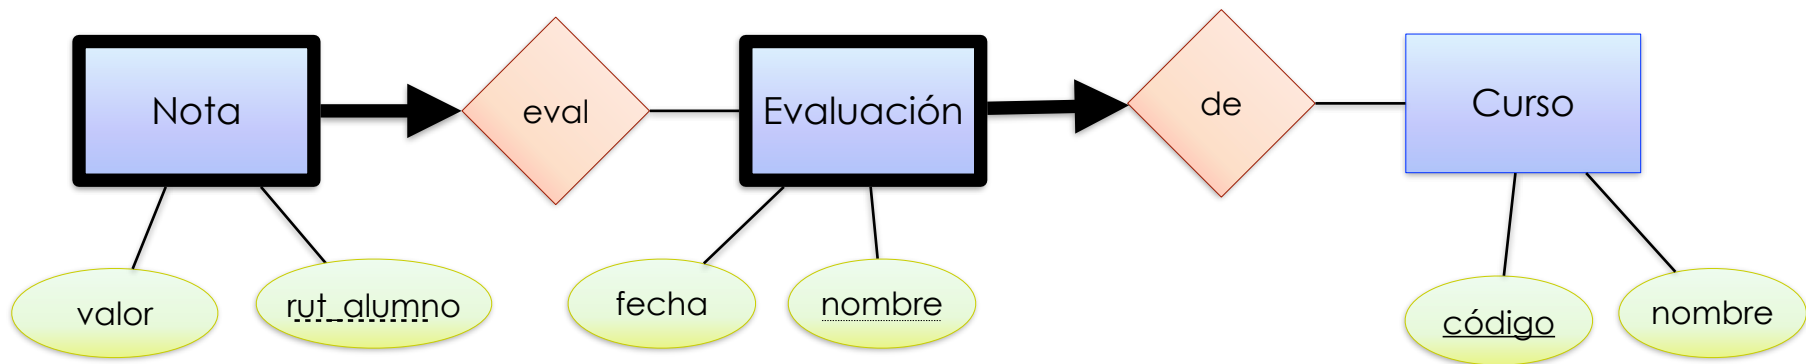 Nota
eval
Evaluación
de
Curso
valor
rut_alumno
fecha
nombre
código
nombre